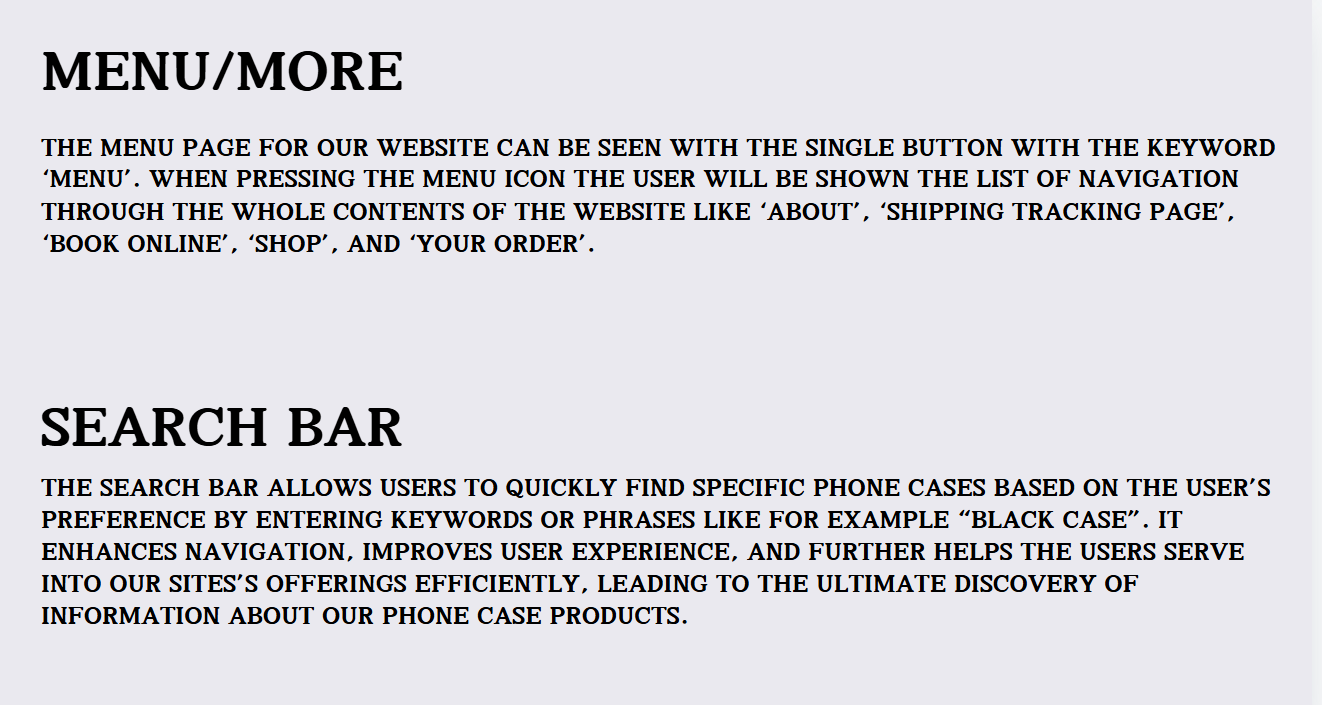 MENU/MORE
THE MENU PAGE FOR OUR WEBSITE CAN BE SEEN WITH THE SINGLE BUTTON WITH THE KEYWORD
‘MENU’. WHEN PRESSING THE MENU ICON THE USER WILL BE SHOWN THE LIST OF NAVIGATION
THROUGH THE WHOLE CONTENTS OF THE WEBSITE LIKE ‘ABOUT’, ‘SHIPPING TRACKING PAGE’,
‘BOOK ONLINE’, ‘SHOP’, AND ‘YOUR ORDER’.
SEARCH BAR
THE SEARCH BAR ALLOWS USERS TO QUICKLY FIND SPECIFIC PHONE CASES BASED ON THE USER’S
PREFERENCE BY ENTERING KEYWORDS OR PHRASES LIKE FOR EXAMPLE “BLACK CASE”. IT
ENHANCES NAVIGATION, IMPROVES USER EXPERIENCE, AND FURTHER HELPS THE USERS SERVE
INTO OUR SITES’S OFFERINGS EFFICIENTLY, LEADING TO THE ULTIMATE DISCOVERY OF
INFORMATION ABOUT OUR PHONE CASE PRODUCTS.